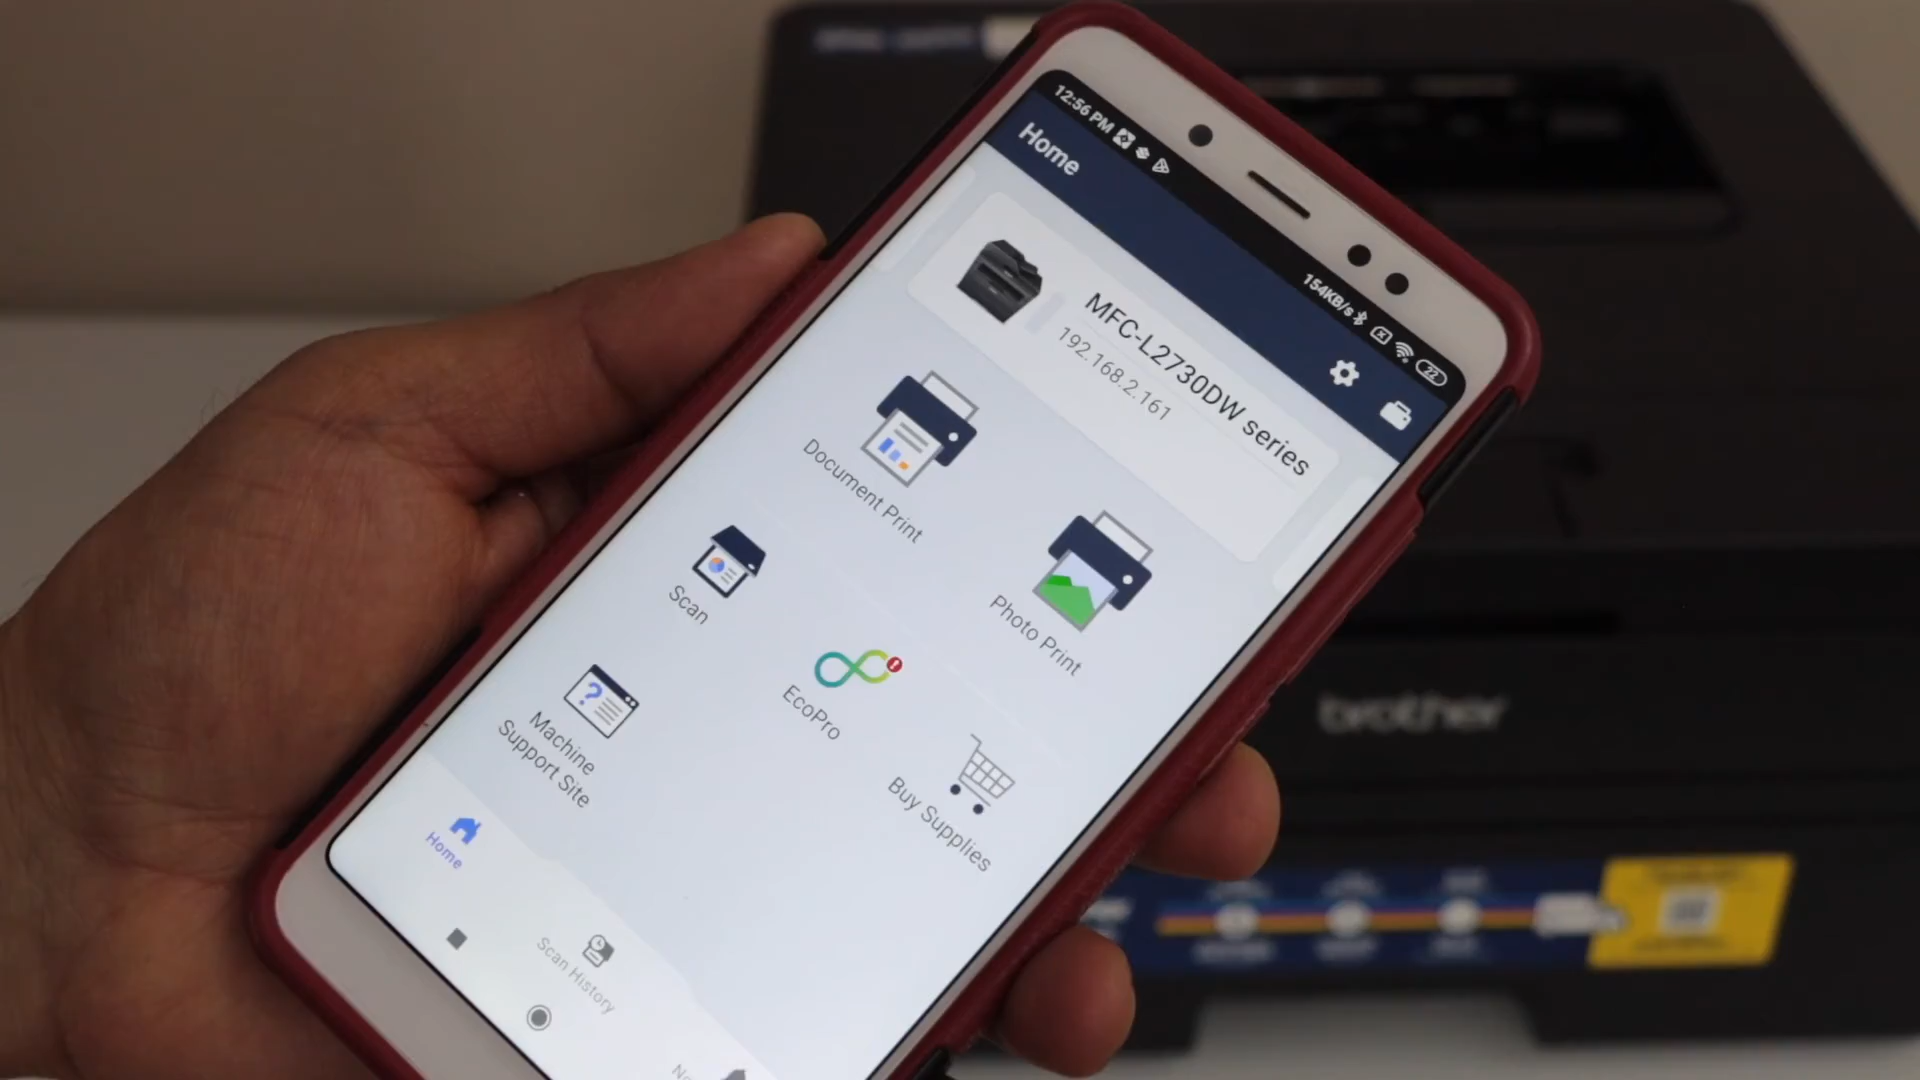 12:56 PM
154KB/s
22
Home
MFC-L2730DW series
192.168.2.161
Document Print
Photo Print
Scan
EcoPro
Machine
Support Site
Buy Supplies
Home
Scan History
brother